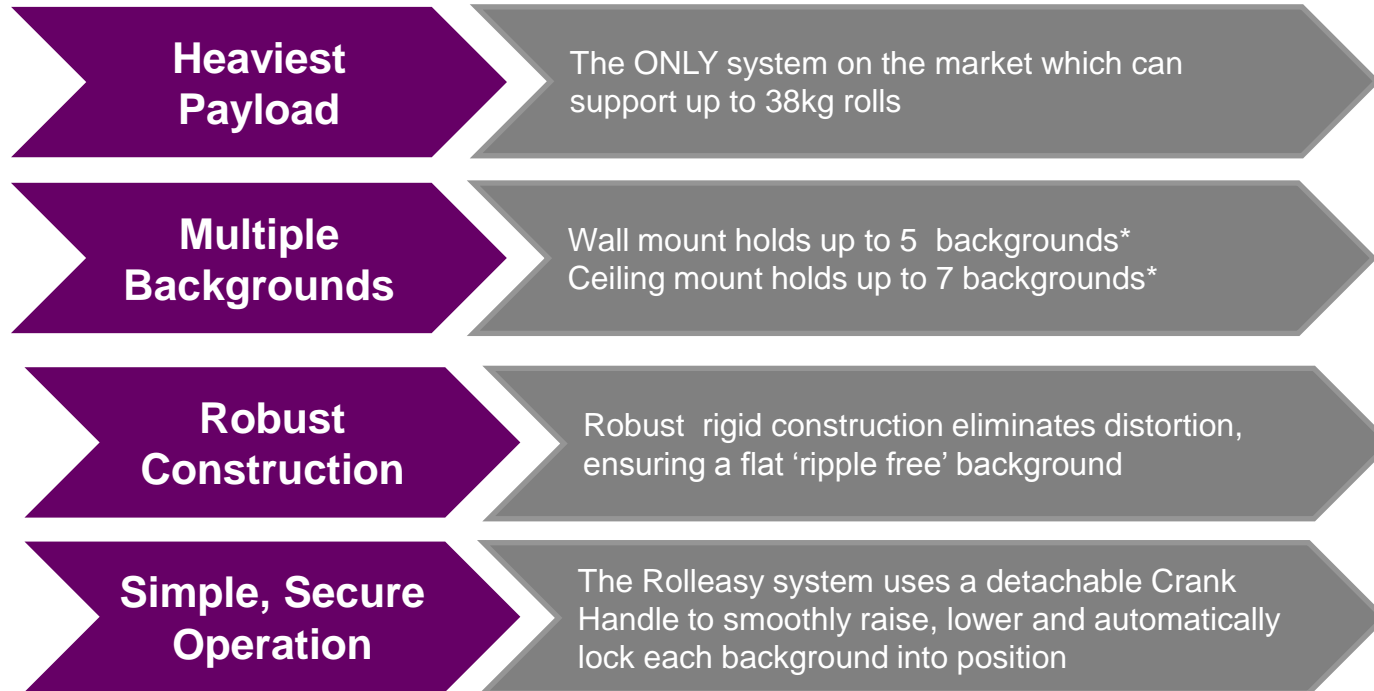 Heaviest
Payload
The ONLY system on the market which can
support up to 38kg rolls
Multiple
Backgrounds
Wall mount holds up to 5  backgrounds*
Ceiling mount holds up to 7 backgrounds*
Robust
Construction
Robust  rigid construction eliminates distortion,
ensuring a flat ‘ripple free’ background
Simple, Secure
Operation
The Rolleasy system uses a detachable Crank
Handle to smoothly raise, lower and automatically
lock each background into position